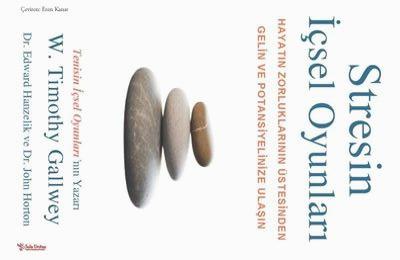 Çeviren: Eren Kanar
Stresin
İçsel Oyunları
HAYATIN ZORLUKLARININ ÜSTESİNDEN
GELİN VE POTANSİYELİNİZE ULAŞIN
Tenisin İçsel Oyunları'nın Yazarı
W. Timothy Gallwey
Dr. Edward Hanzelik ve Dr. John Horton